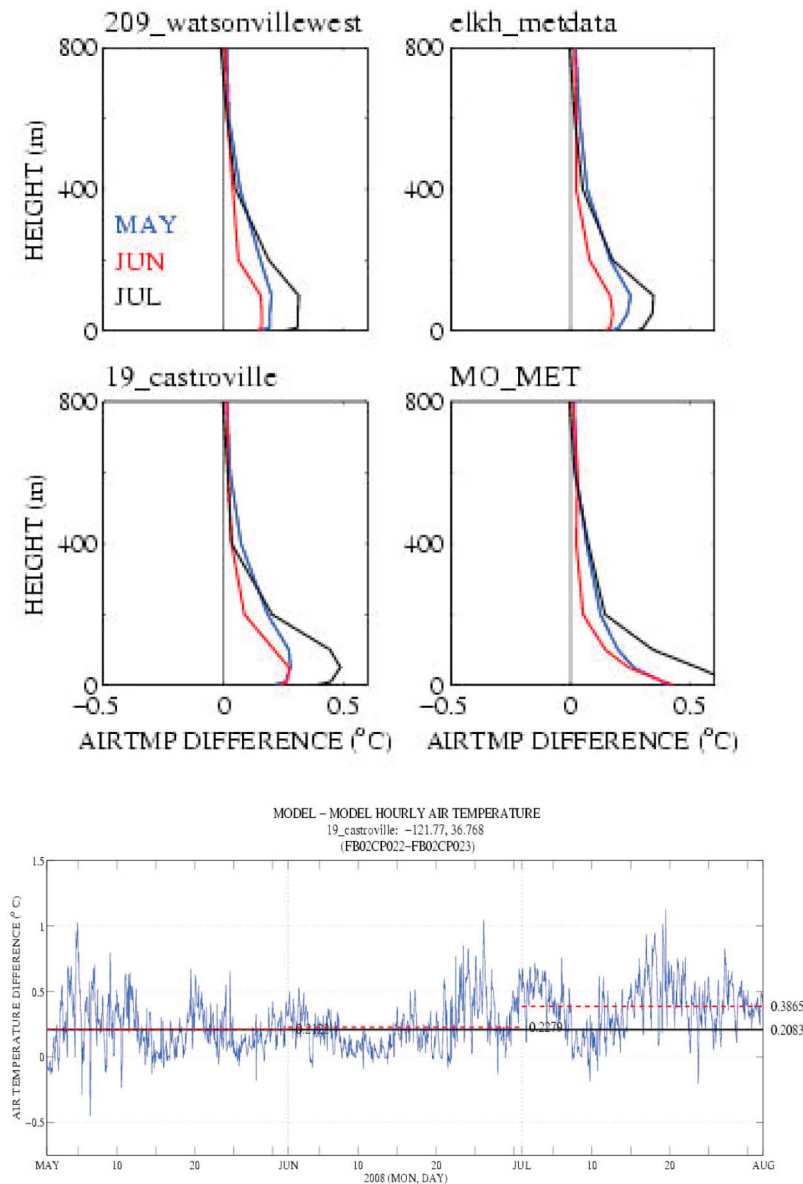 209_watsonvillewest
elkh_metdata
800
800
HEIGHT (m)
400
400
MAY
JUN
JUL
0
0
19_castroville
MO_MET
800
800
HEIGHT (m)
400
400
0
0
−0.5 0 0.5
−0.5 0 0.5
AIRTMP DIFFERENCE (°C)
AIRTMP DIFFERENCE (°C)
MODEL − MODEL HOURLY AIR TEMPERATURE
19_castroville: −121.77, 36.768
(FB02CP022−FB02CP023)
AIR TEMPERATURE DIFFERENCE (° C)
1.5
1
0.5
0
−0.5
0.3865
0.2279
0.2083
MAY 10 20 JUN 10 20 JUL 10 20 AUG
2008 (MON, DAY)